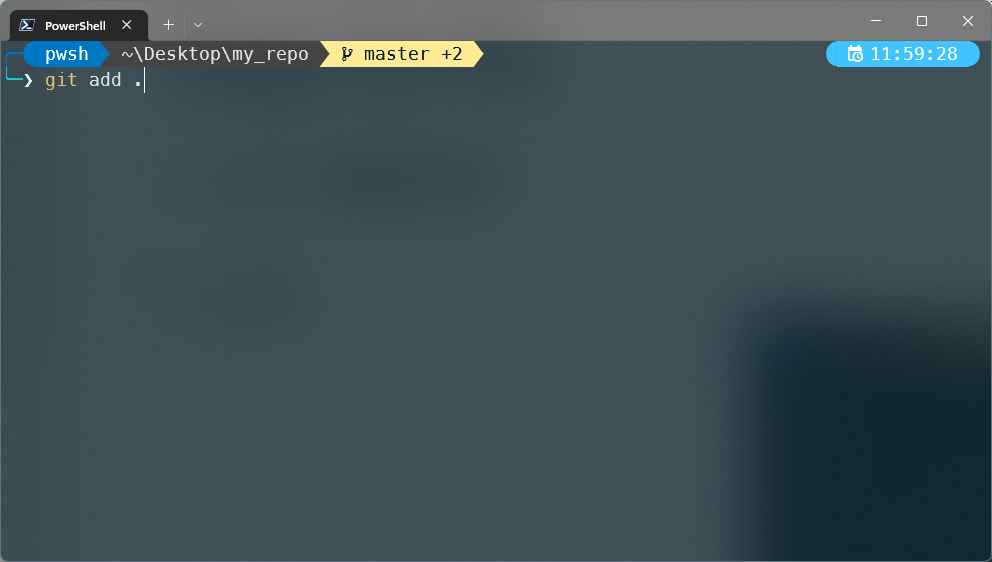 PowerShell
pwsh ~\Desktop\my_repo master +2 11:59:28
❯ git add .